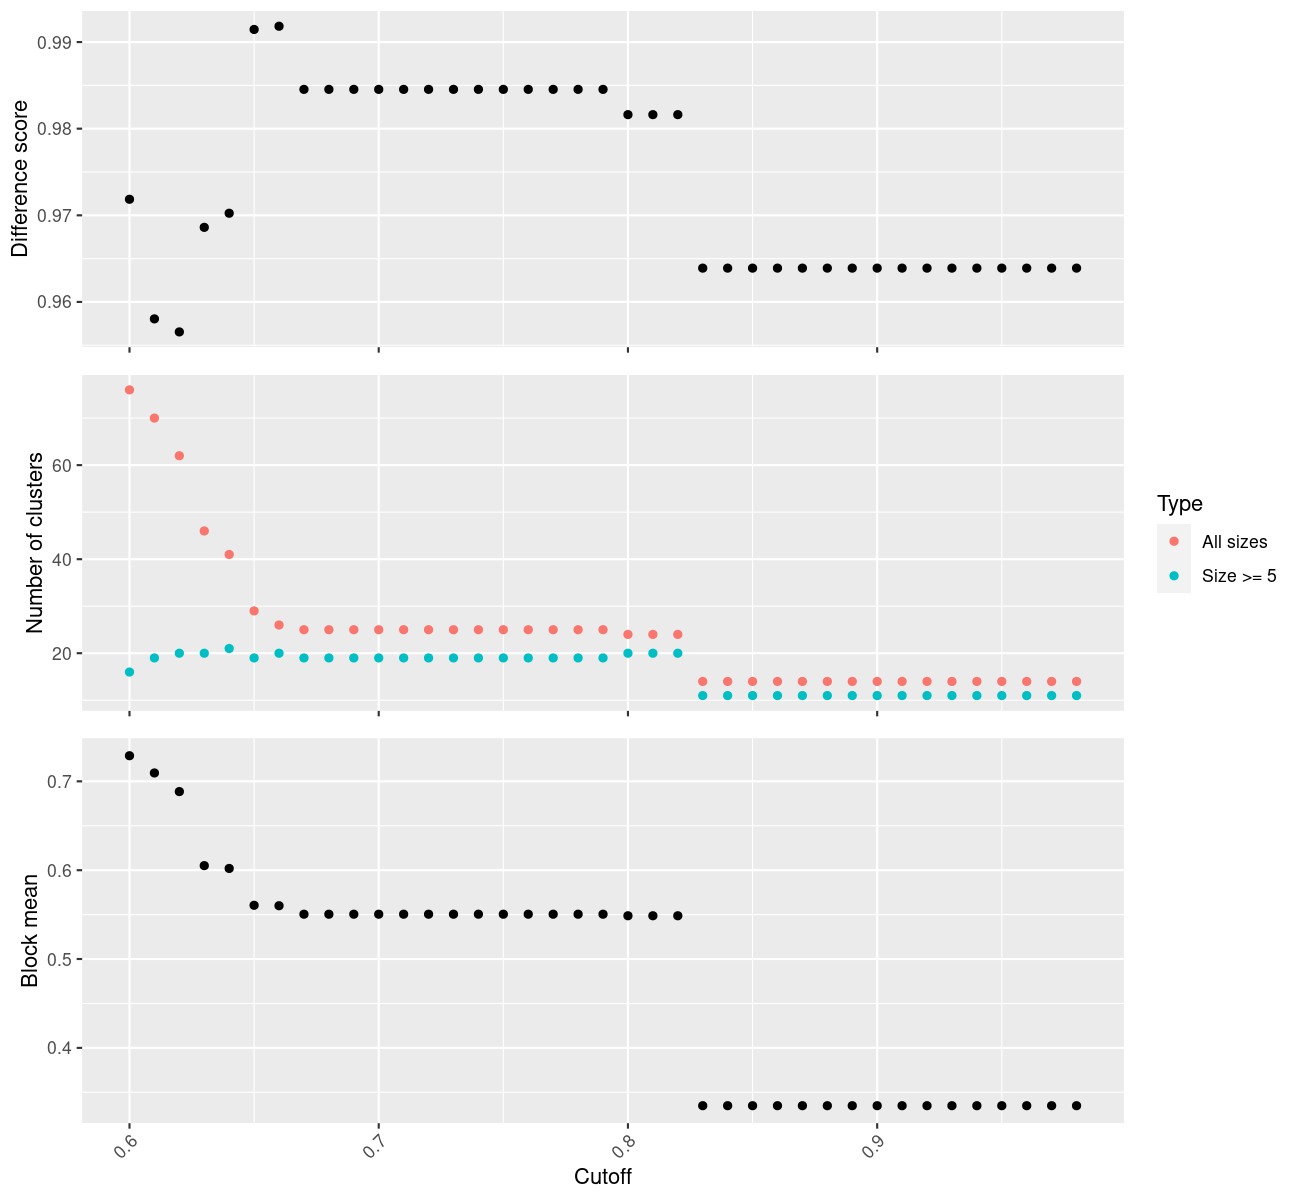 Difference score
0.99
0.98
0.97
0.96
Number of clusters
60
40
20
Type
All sizes
Size >= 5
Block mean
0.7
0.6
0.5
0.4
0.6 0.7 0.8 0.9
Cutoff